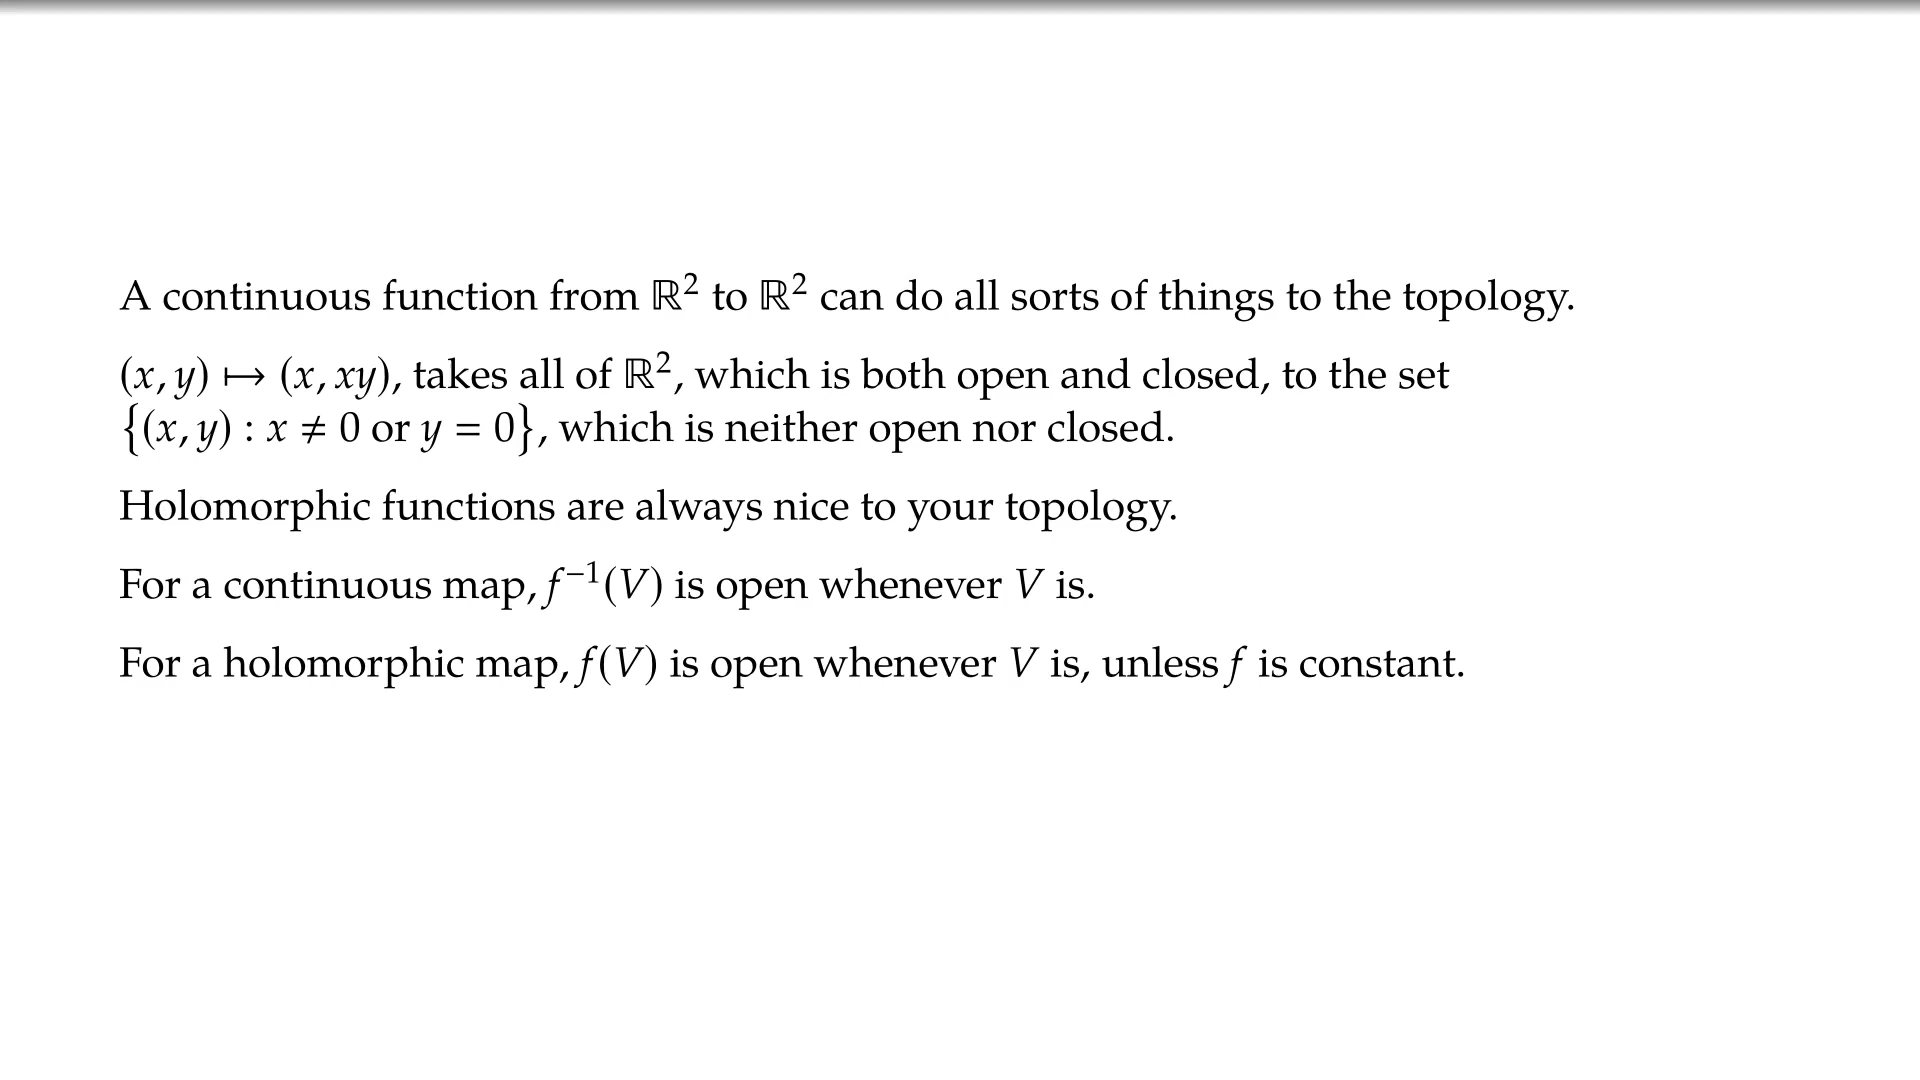 A continuous function from ℝ² to ℝ² can do all sorts of things to the topology.
(x, y) ↦ (x, xy), takes all of ℝ², which is both open and closed, to the set
{(x, y) : x ≠ 0 or y = 0}, which is neither open nor closed.
Holomorphic functions are always nice to your topology.
For a continuous map, f⁻¹(V) is open whenever V is.
For a holomorphic map, f(V) is open whenever V is, unless f is constant.